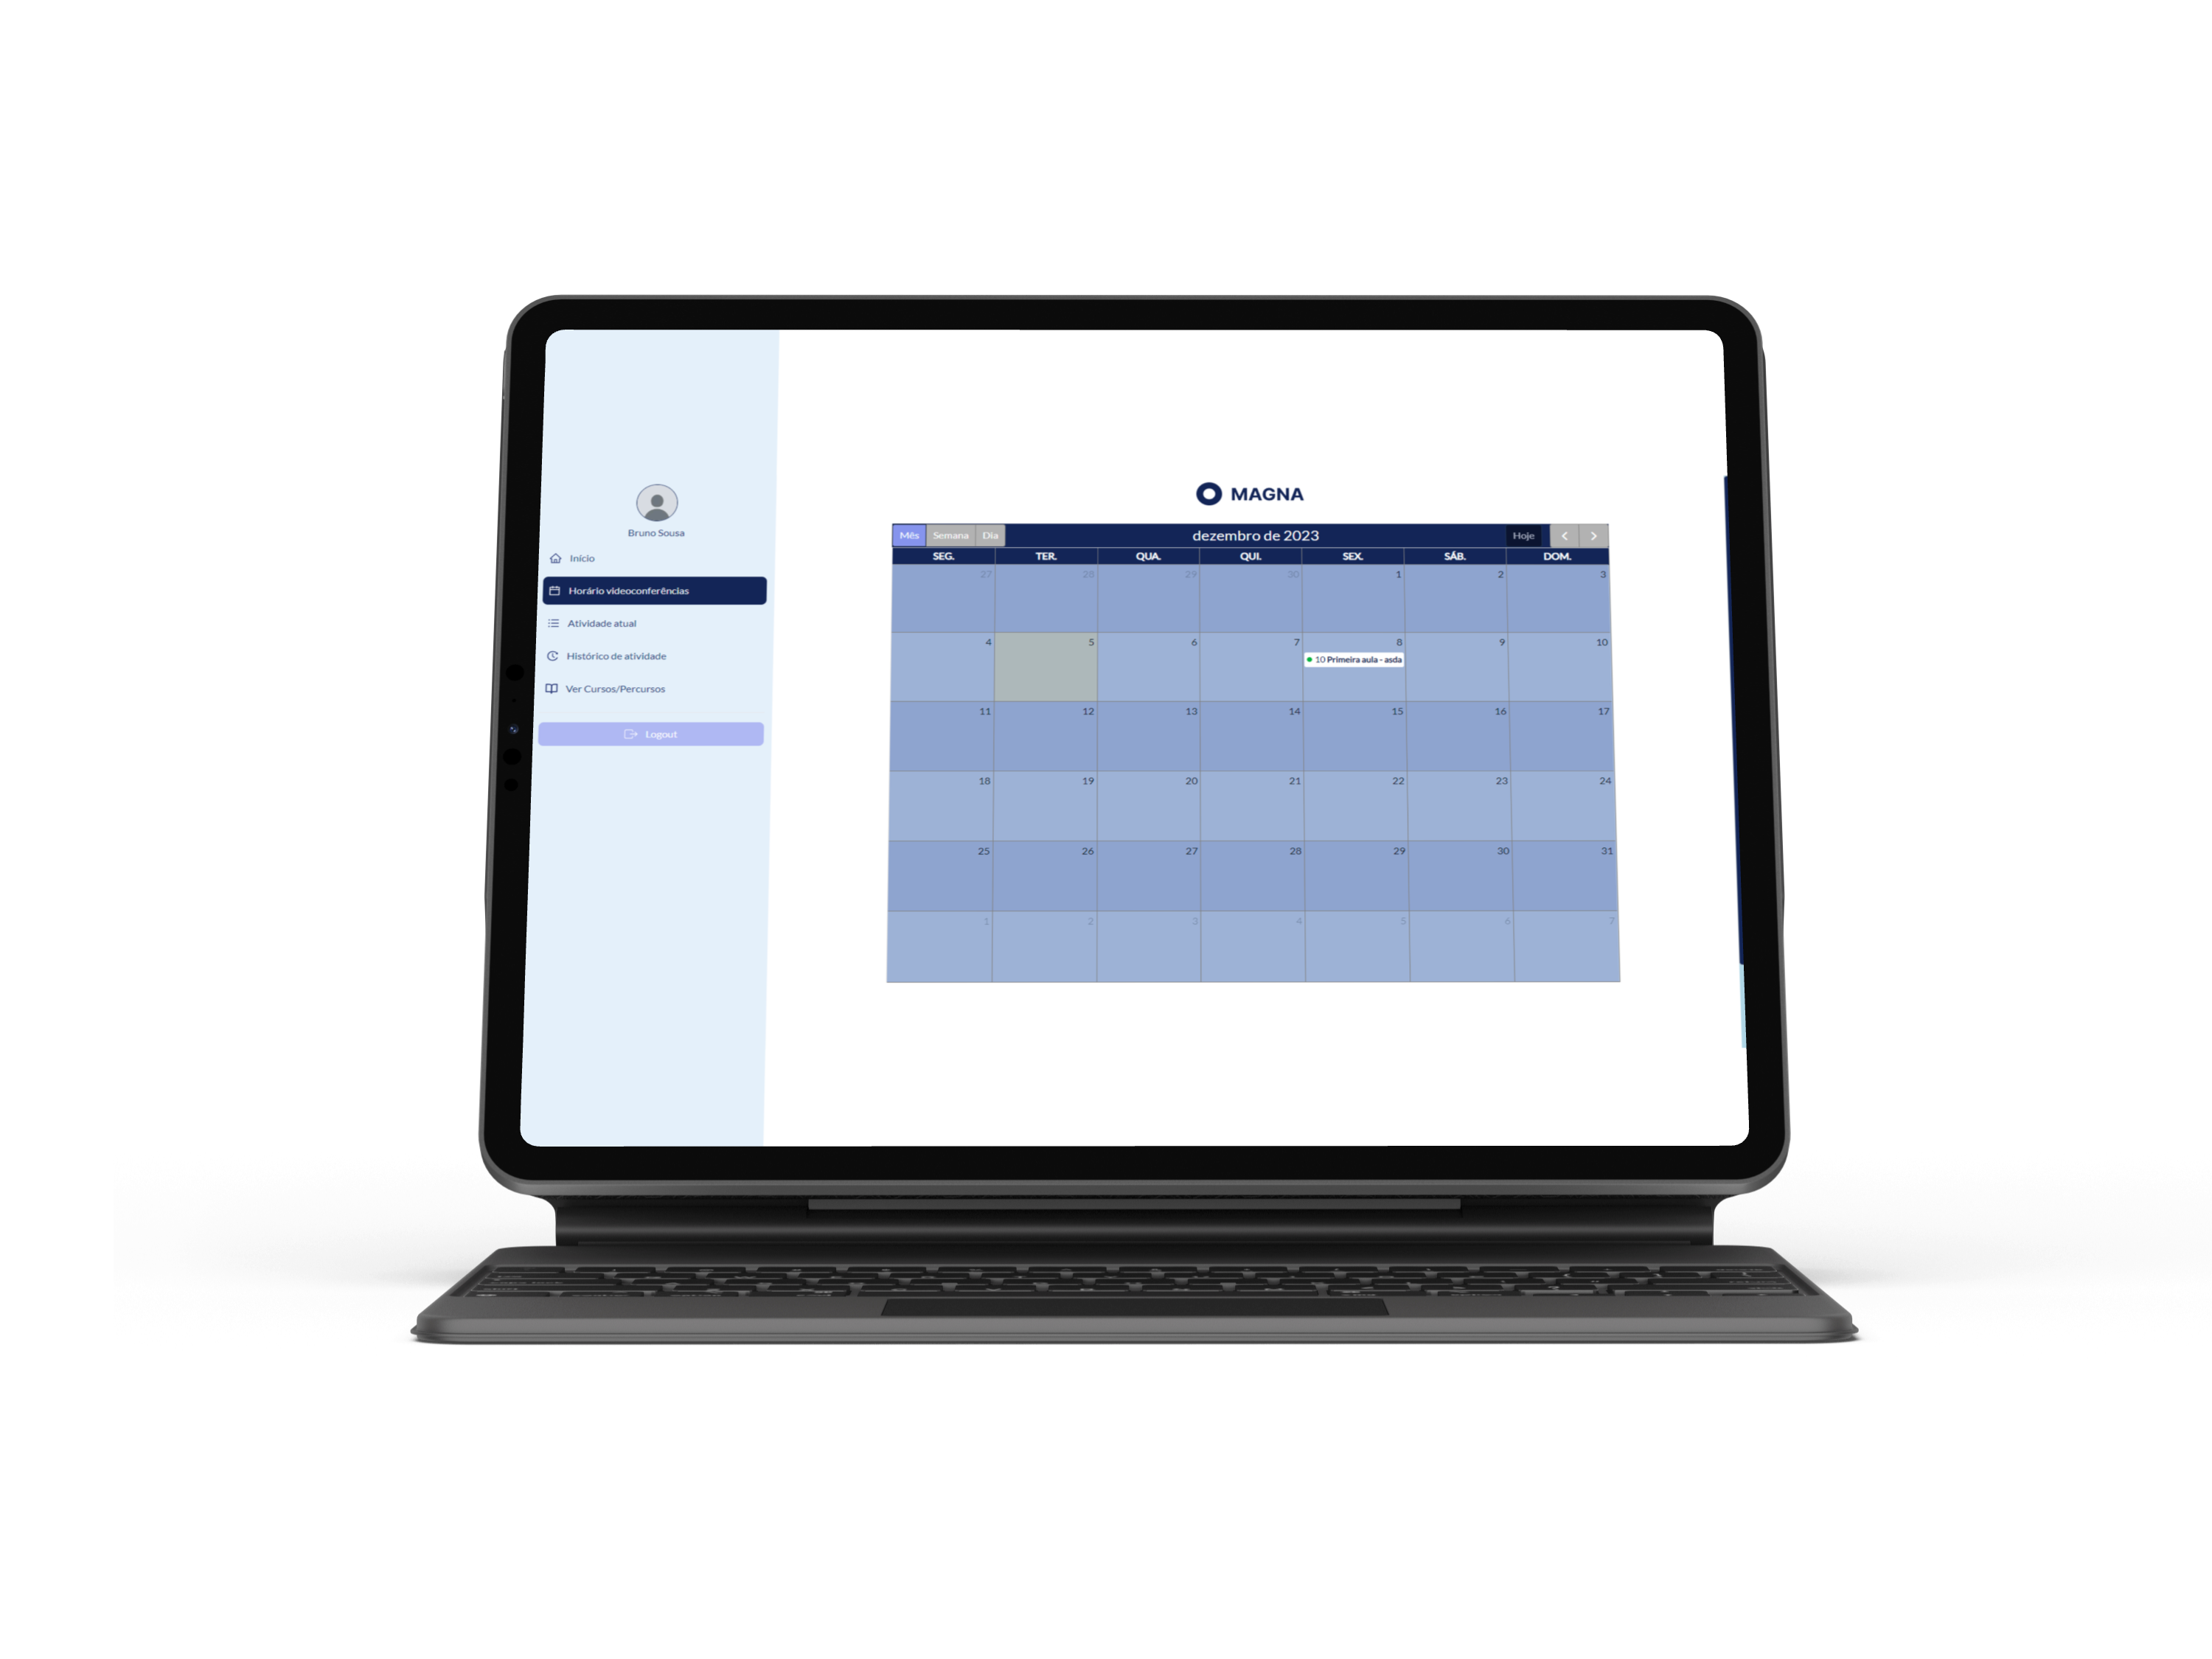 Bruno Sousa
Início
Horário videoconferências
Atividade atual
Histórico de atividade
Ver Cursos/Percursos
Logout
MAGNA
Mês Semana Dia dezembro de 2023 Hoje
SEG. TER. QUA. QUI. SEX. SÁB. DOM.
27 28 29 30 1 2 3
4 5 6 7 8 9 10
10 Primeira aula - asda
11 12 13 14 15 16 17
18 19 20 21 22 23 24
25 26 27 28 29 30 31
1 2 3 4 5 6 7